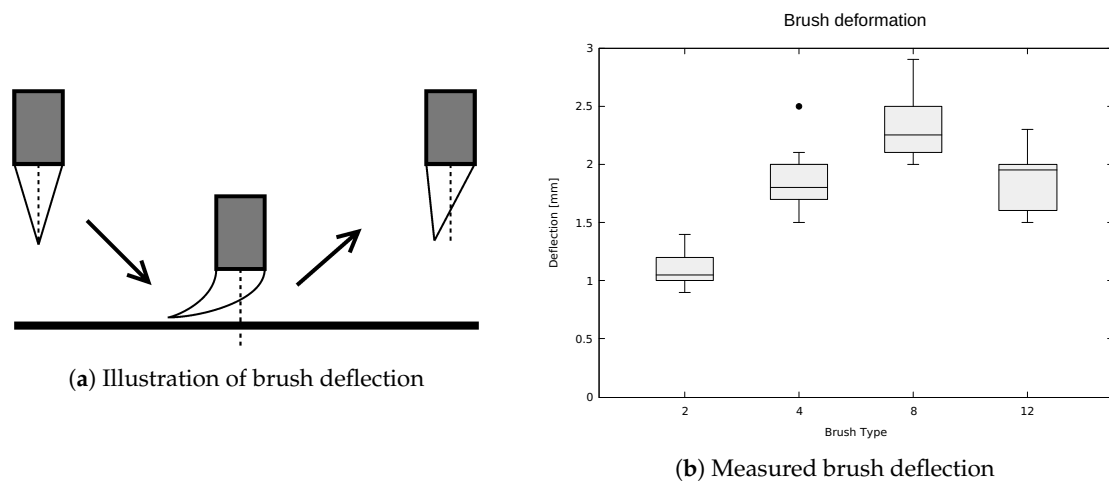 (a) Illustration of brush deflection
Brush deformation
Deflection [mm]
3
2.5
2
1.5
1
0.5
0
2 4 8 12
Brush Type
(b) Measured brush deflection